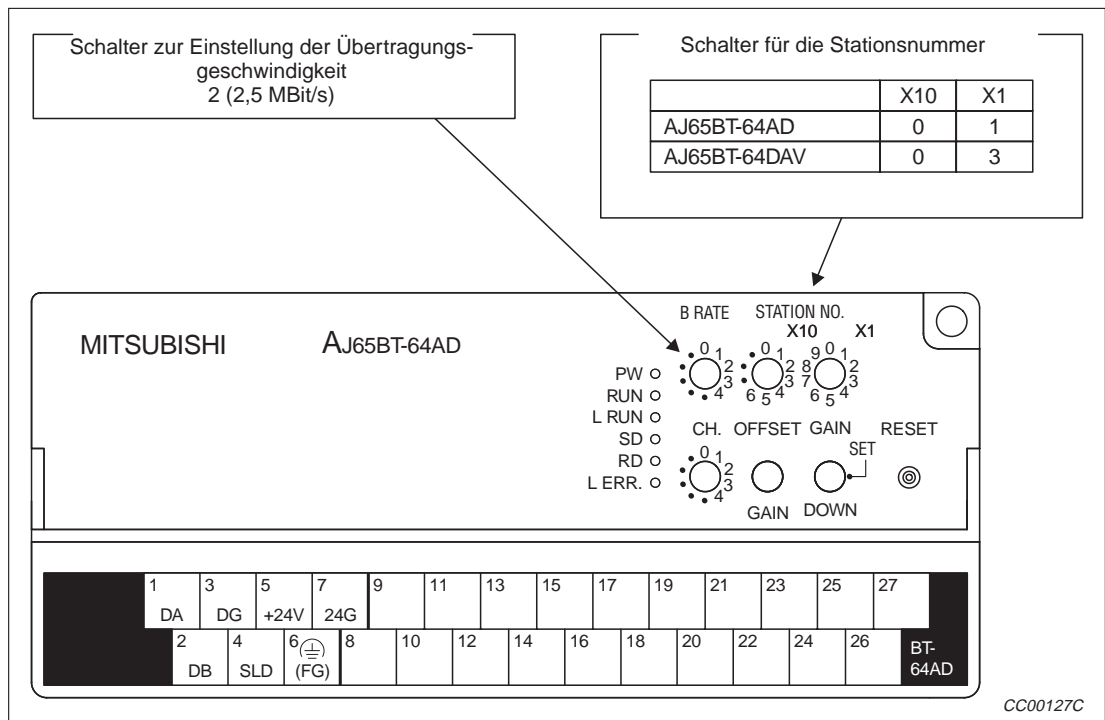 Schalter zur Einstellung der Übertragungs-
geschwindigkeit
2 (2,5 MBit/s)
Schalter für die Stationsnummer
X10 X1
AJ65BT-64AD 0 1
AJ65BT-64DAV 0 3
MITSUBISHI AJ65BT-64AD
B RATE STATION NO.
X10 X1
0 1 2 3 4
0 1 2 3 4 5 6
0 1 2 3 4 5 6 7 8 9
PW
RUN
L RUN
SD
RD
L ERR.
CH. OFFSET GAIN RESET
SET
0 1 2 3 4
GAIN DOWN
1 3 5 7 9 11 13 15 17 19 21 23 25 27
DA DG +24V 24G
2 4 6 8 10 12 14 16 18 20 22 24 26
DB SLD (FG)
BT-
64AD
CC00127C